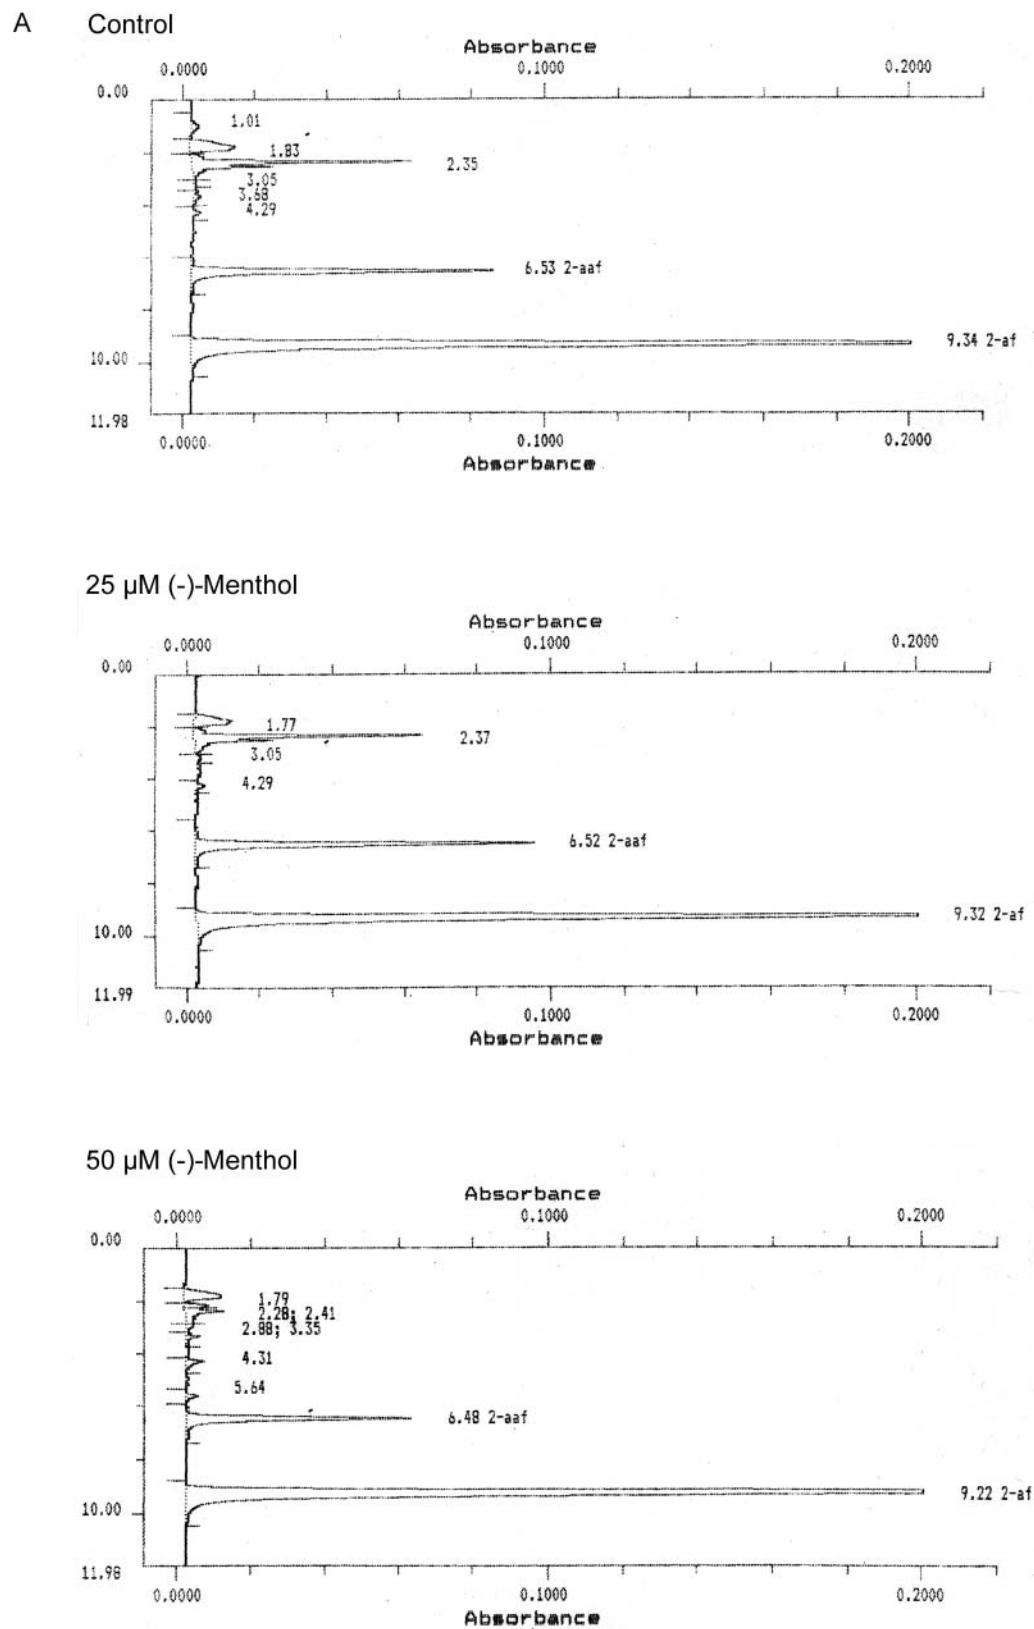 A Control
Absorbance
0.0000 0.1000 0.2000
0.00
1.01
1.83
2.35
3.05
3.68
4.29
6.53 2-aaf
9.34 2-af
10.00
11.98
0.0000 0.1000 0.2000
Absorbance
25 µM (-)-Menthol
Absorbance
0.0000 0.1000 0.2000
0.00
1.77
2.37
3.05
4.29
6.52 2-aaf
9.32 2-af
10.00
11.99
0.0000 0.1000 0.2000
Absorbance
50 µM (-)-Menthol
Absorbance
0.0000 0.1000 0.2000
0.00
1.79
2.28; 2.41
2.88; 3.35
4.31
5.64
6.48 2-aaf
9.22 2-af
10.00
11.98
0.0000 0.1000 0.2000
Absorbance